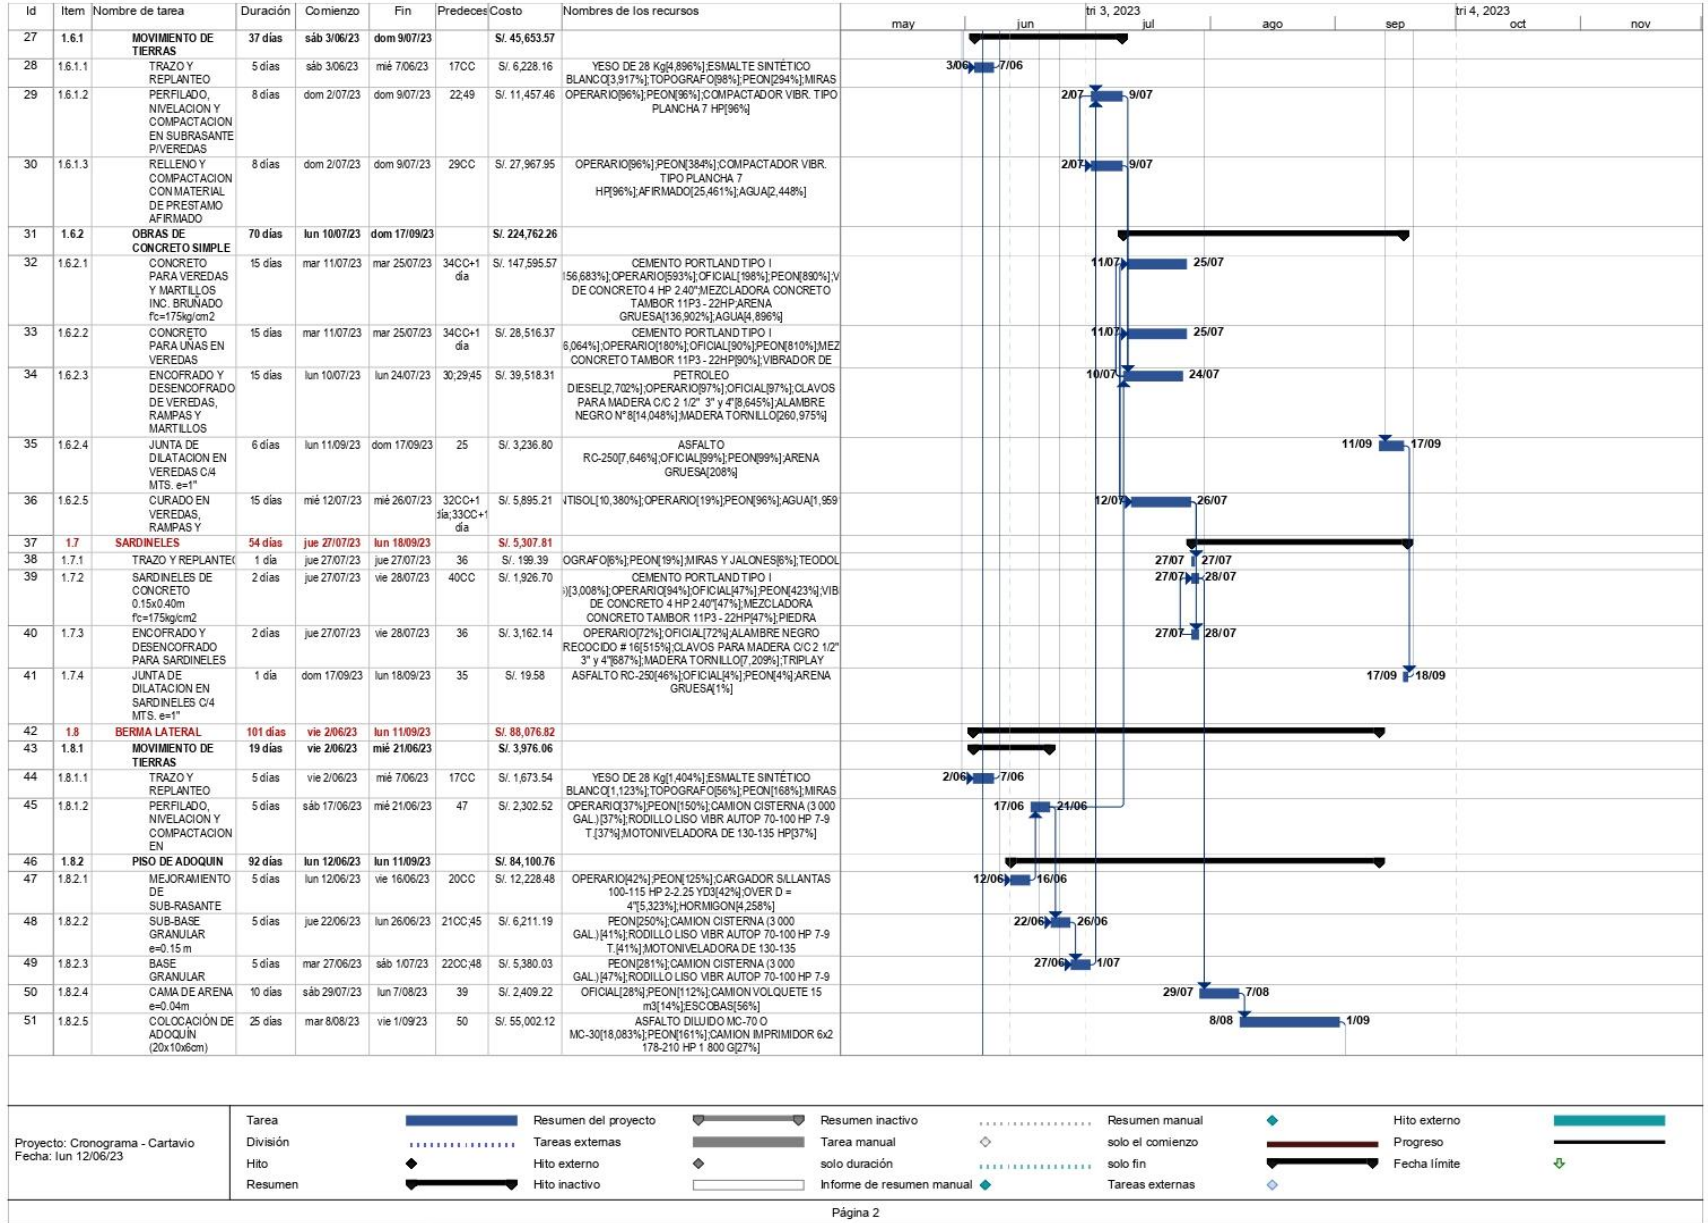 Id Item Nombre de tarea Duración Comienzo Fin Predeces Costo Nombres de los recursos tri 3, 2023 tri 4, 2023
may jun jul ago sep oct nov
27 1.6.1 MOVIMIENTO DE 37 días sáb 3/06/23 dom 9/07/23 S/. 45,653.57
TIERRAS
28 1.6.1.1 TRAZO Y 5 días sáb 3/06/23 mié 7/06/23 17CC S/. 6,228.16 YESO DE 28 Kg[4,896%];ESMALTE SINTÉTICO 3/06 7/06
REPLANTEO BLANCO[3,917%];TOPOGRAFO[98%];PEON[294%];MIRAS
29 1.6.1.2 PERFILADO, 8 días dom 2/07/23 dom 9/07/23 22;49 S/. 11,457.46 OPERARIO[96%];PEON[96%];COMPACTADOR VIBR. TIPO 2/07 9/07
NIVELACION Y PLANCHA 7 HP[96%]
COMPACTACION
EN SUBRASANTE
P/VEREDAS
30 1.6.1.3 RELLENO Y 8 días dom 2/07/23 dom 9/07/23 29CC S/. 27,967.95 OPERARIO[96%];PEON[384%];COMPACTADOR VIBR. 2/07 9/07
COMPACTACION TIPO PLANCHA 7
CON MATERIAL HP[96%];AFIRMADO[25,461%];AGUA[2,448%]
DE PRESTAMO
AFIRMADO
31 1.6.2 OBRAS DE 70 días lun 10/07/23 dom 17/09/23 S/. 224,762.26
CONCRETO SIMPLE
32 1.6.2.1 CONCRETO 15 días mar 11/07/23 mar 25/07/23 34CC+1 S/. 147,595.57 CEMENTO PORTLAND TIPO I 11/07 25/07
PARA VEREDAS día 156,683%];OPERARIO[593%];OFICIAL[198%];PEON[890%];V
Y MARTILLOS DE CONCRETO 4 HP 2.40";MEZCLADORA CONCRETO
INC. BRUÑADO TAMBOR 11P3 - 22HP;ARENA
f'c=175kg/cm2 GRUESA[136,902%];AGUA[4,896%]
33 1.6.2.2 CONCRETO 15 días mar 11/07/23 mar 25/07/23 34CC+1 S/. 28,516.37 CEMENTO PORTLAND TIPO I 11/07 25/07
PARA UÑAS EN día 6,064%];OPERARIO[180%];OFICIAL[90%];PEON[810%];MEZ
VEREDAS CONCRETO TAMBOR 11P3 - 22HP[90%];VIBRADOR DE
34 1.6.2.3 ENCOFRADO Y 15 días lun 10/07/23 lun 24/07/23 30;29;45 S/. 39,518.31 PETROLEO 10/07 24/07
DESENCOFRADO DIESEL[2,702%];OPERARIO[97%];OFICIAL[97%];CLAVOS
DE VEREDAS, PARA MADERA C/C 2 1/2" 3" y 4"[8,645%];ALAMBRE
RAMPAS Y NEGRO N°8[14,048%];MADERA TORNILLO[260,975%]
MARTILLOS
35 1.6.2.4 JUNTA DE 6 días lun 11/09/23 dom 17/09/23 25 S/. 3,236.80 ASFALTO 11/09 17/09
DILATACION EN RC-250[7,646%];OFICIAL[99%];PEON[99%];ARENA
VEREDAS C/4 GRUESA[208%]
MTS. e=1"
36 1.6.2.5 CURADO EN 15 días mié 12/07/23 mié 26/07/23 32CC+1 S/. 5,895.21 NTISOL[10,380%];OPERARIO[19%];PEON[96%];AGUA[1,959 12/07 26/07
VEREDAS, día;33CC+1
RAMPAS Y día
37 1.7 SARDINELES 54 días jue 27/07/23 lun 18/09/23 S/. 5,307.81
38 1.7.1 TRAZO Y REPLANTEO 1 día jue 27/07/23 jue 27/07/23 36 S/. 199.39 OGRAFO[6%];PEON[19%];MIRAS Y JALONES[6%];TEODOL 27/07 27/07
39 1.7.2 SARDINELES DE 2 días jue 27/07/23 vie 28/07/23 40CC S/. 1,926.70 CEMENTO PORTLAND TIPO I 27/07 28/07
CONCRETO )[3,008%];OPERARIO[94%];OFICIAL[47%];PEON[423%];VIB
0.15x0.40m DE CONCRETO 4 HP 2.40"[47%];MEZCLADORA
f'c=175kg/cm2 CONCRETO TAMBOR 11P3 - 22HP[47%];PIEDRA
40 1.7.3 ENCOFRADO Y 2 días jue 27/07/23 vie 28/07/23 36 S/. 3,162.14 OPERARIO[72%];OFICIAL[72%];ALAMBRE NEGRO 27/07 28/07
DESENCOFRADO RECOCIDO # 16[515%];CLAVOS PARA MADERA C/C 2 1/2"
PARA SARDINELES 3" y 4"[687%];MADERA TORNILLO[7,209%];TRIPLAY
41 1.7.4 JUNTA DE 1 día dom 17/09/23 lun 18/09/23 35 S/. 19.58 ASFALTO RC-250[46%];OFICIAL[4%];PEON[4%];ARENA 17/09 18/09
DILATACION EN GRUESA[1%]
SARDINELES C/4
MTS. e=1"
42 1.8 BERMA LATERAL 101 días vie 2/06/23 lun 11/09/23 S/. 88,076.82
43 1.8.1 MOVIMIENTO DE 19 días vie 2/06/23 mié 21/06/23 S/. 3,976.06
TIERRAS
44 1.8.1.1 TRAZO Y 5 días vie 2/06/23 mié 7/06/23 17CC S/. 1,673.54 YESO DE 28 Kg[1,404%];ESMALTE SINTÉTICO 2/06 7/06
REPLANTEO BLANCO[1,123%];TOPOGRAFO[56%];PEON[168%];MIRAS
45 1.8.1.2 PERFILADO, 5 días sáb 17/06/23 mié 21/06/23 47 S/. 2,302.52 OPERARIO[37%];PEON[150%];CAMION CISTERNA (3 000 17/06 21/06
NIVELACION Y GAL.)[37%];RODILLO LISO VIBR AUTOP 70-100 HP 7-9
COMPACTACION T.[37%];MOTONIVELADORA DE 130-135 HP[37%]
EN
46 1.8.2 PISO DE ADOQUIN 92 días lun 12/06/23 lun 11/09/23 S/. 84,100.76
47 1.8.2.1 MEJORAMIENTO 5 días lun 12/06/23 vie 16/06/23 20CC S/. 12,228.48 OPERARIO[42%];PEON[125%];CARGADOR S/LLANTAS 12/06 16/06
DE 100-115 HP 2-2.25 YD3[42%];OVER D =
SUB-RASANTE 4"[5,323%];HORMIGON[4,258%]
48 1.8.2.2 SUB-BASE 5 días jue 22/06/23 lun 26/06/23 21CC;45 S/. 6,211.19 PEON[250%];CAMION CISTERNA (3 000 22/06 26/06
GRANULAR GAL.)[41%];RODILLO LISO VIBR AUTOP 70-100 HP 7-9
e=0.15 m T.[41%];MOTONIVELADORA DE 130-135
49 1.8.2.3 BASE 5 días mar 27/06/23 sáb 1/07/23 22CC;48 S/. 5,380.03 PEON[281%];CAMION CISTERNA (3 000 27/06 1/07
GRANULAR GAL.)[47%];RODILLO LISO VIBR AUTOP 70-100 HP 7-9
50 1.8.2.4 CAMA DE ARENA 10 días sáb 29/07/23 lun 7/08/23 39 S/. 2,409.22 OFICIAL[28%];PEON[112%];CAMION VOLQUETE 15 29/07 7/08
e=0.04m m3[14%];ESCOBAS[56%]
51 1.8.2.5 COLOCACIÓN DE 25 días mar 8/08/23 vie 1/09/23 50 S/. 55,002.12 ASFALTO DILUIDO MC-70 O 8/08 1/09
ADOQUÍN MC-30[18,083%];PEON[161%];CAMION IMPRIMIDOR 6x2
(20x10x6cm) 178-210 HP 1 800 G[27%]
Proyecto: Cronograma - Cartavio
Fecha: lun 12/06/23
Tarea Resumen del proyecto Resumen inactivo Resumen manual Hito externo
División Tareas externas Tarea manual solo el comienzo Progreso
Hito Hito externo solo duración solo fin Fecha límite
Resumen Hito inactivo Informe de resumen manual Tareas externas
Página 2